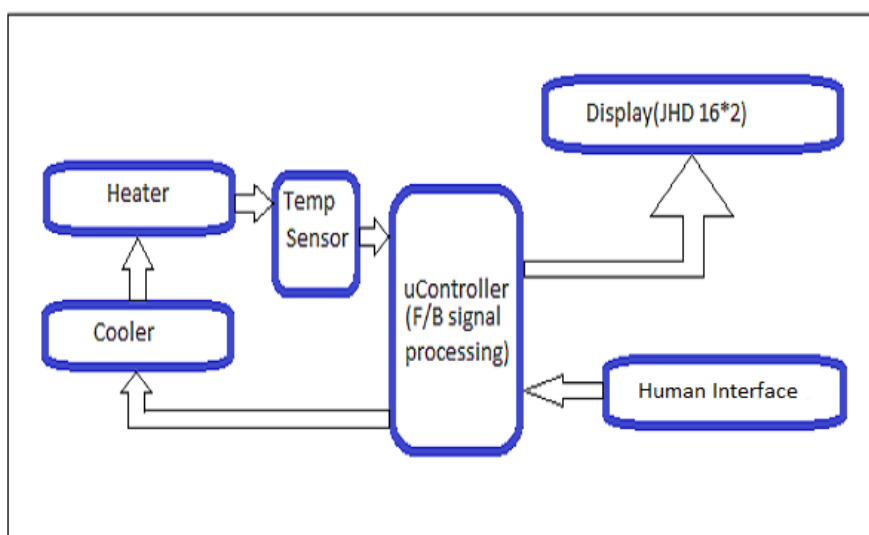 Display(JHD 16*2)
Heater
Temp
Sensor
uController
(F/B signal
processing)
Cooler
Human Interface